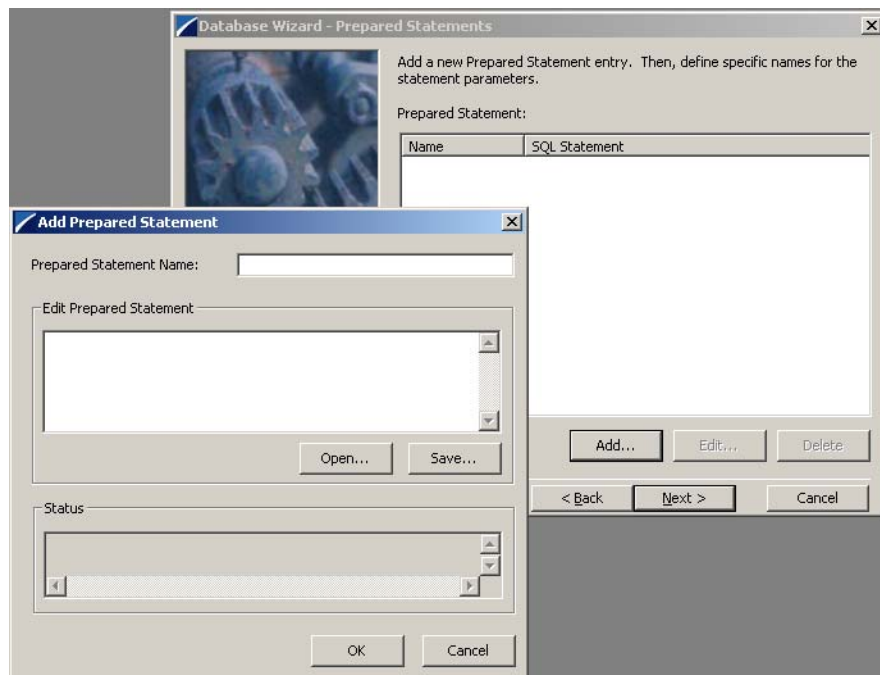 Database Wizard - Prepared Statements
Add a new Prepared Statement entry. Then, define specific names for the
statement parameters.
Prepared Statement:
Name
SQL Statement
Add...
Edit...
Delete
< Back
Next >
Cancel
Add Prepared Statement
Prepared Statement Name:
Edit Prepared Statement
Open...
Save...
Status
OK
Cancel